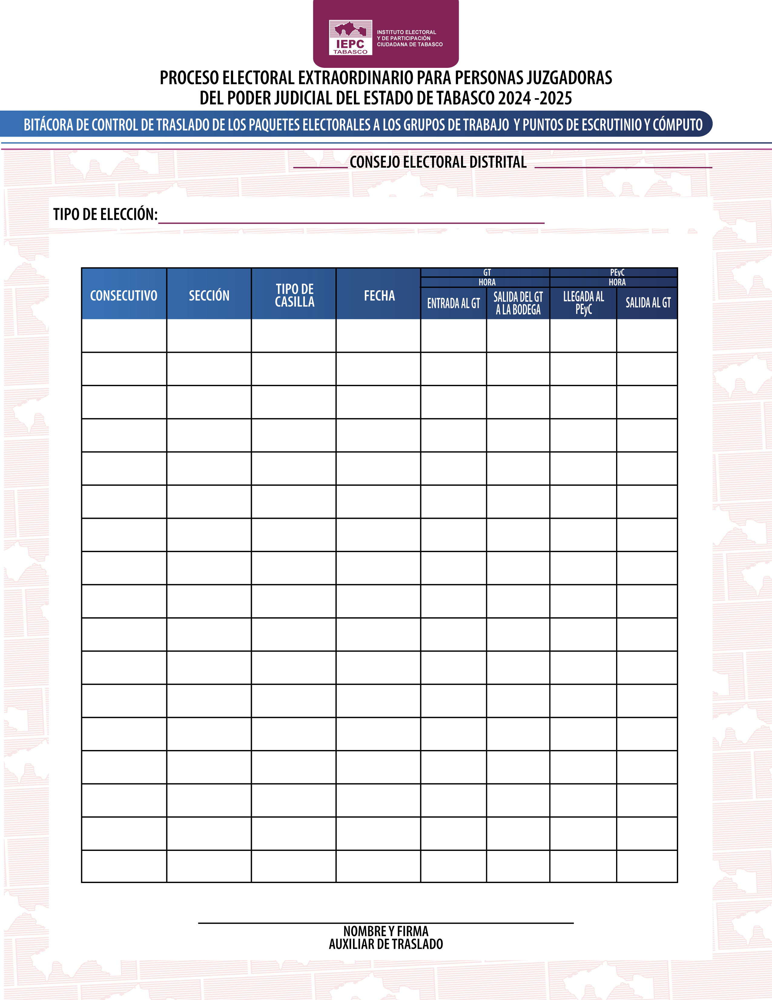 IEPC
TABASCO
INSTITUTO ELECTORAL
Y DE PARTICIPACIÓN
CIUDADANA DE TABASCO
PROCESO ELECTORAL EXTRAORDINARIO PARA PERSONAS JUZGADORAS
DEL PODER JUDICIAL DEL ESTADO DE TABASCO 2024 -2025
BITÁCORA DE CONTROL DE TRASLADO DE LOS PAQUETES ELECTORALES A LOS GRUPOS DE TRABAJO Y PUNTOS DE ESCRUTINIO Y CÓMPUTO
CONSEJO ELECTORAL DISTRITAL
TIPO DE ELECCIÓN:
CONSECUTIVO
SECCIÓN
TIPO DE
CASILLA
FECHA
GT
HORA
ENTRADA AL GT
SALIDA DEL GT
A LA BODEGA
PEyC
HORA
LLEGADA AL
PEyC
SALIDA AL GT
NOMBRE Y FIRMA
AUXILIAR DE TRASLADO